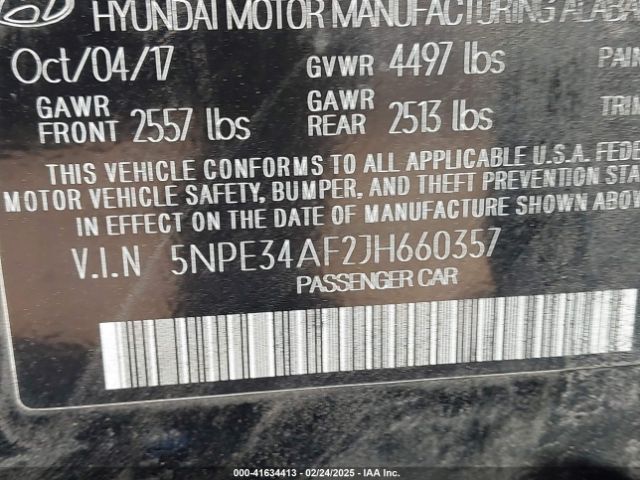 HYUNDAI MOTOR MANUFACTURING ALABA
Oct/04/17 GVWR 4497 lbs PAIN
GAWR FRONT 2557 lbs GAWR REAR 2513 lbs TRIM
THIS VEHICLE CONFORMS TO ALL APPLICABLE U.S.A. FEDE
MOTOR VEHICLE SAFETY, BUMPER, AND THEFT PREVENTION STA
IN EFFECT ON THE DATE OF MANUFACTURE SHOWN ABOV
V.I.N 5NPE34AF2JH660357
PASSENGER CAR
000-41634413 - 02/24/2025 - IAA Inc.